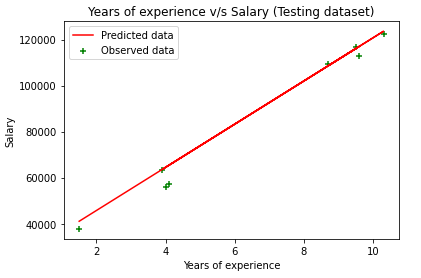 Years of experience v/s Salary (Testing dataset)
Predicted data
Observed data
120000
100000
80000
60000
40000
Salary
2 4 6 8 10
Years of experience